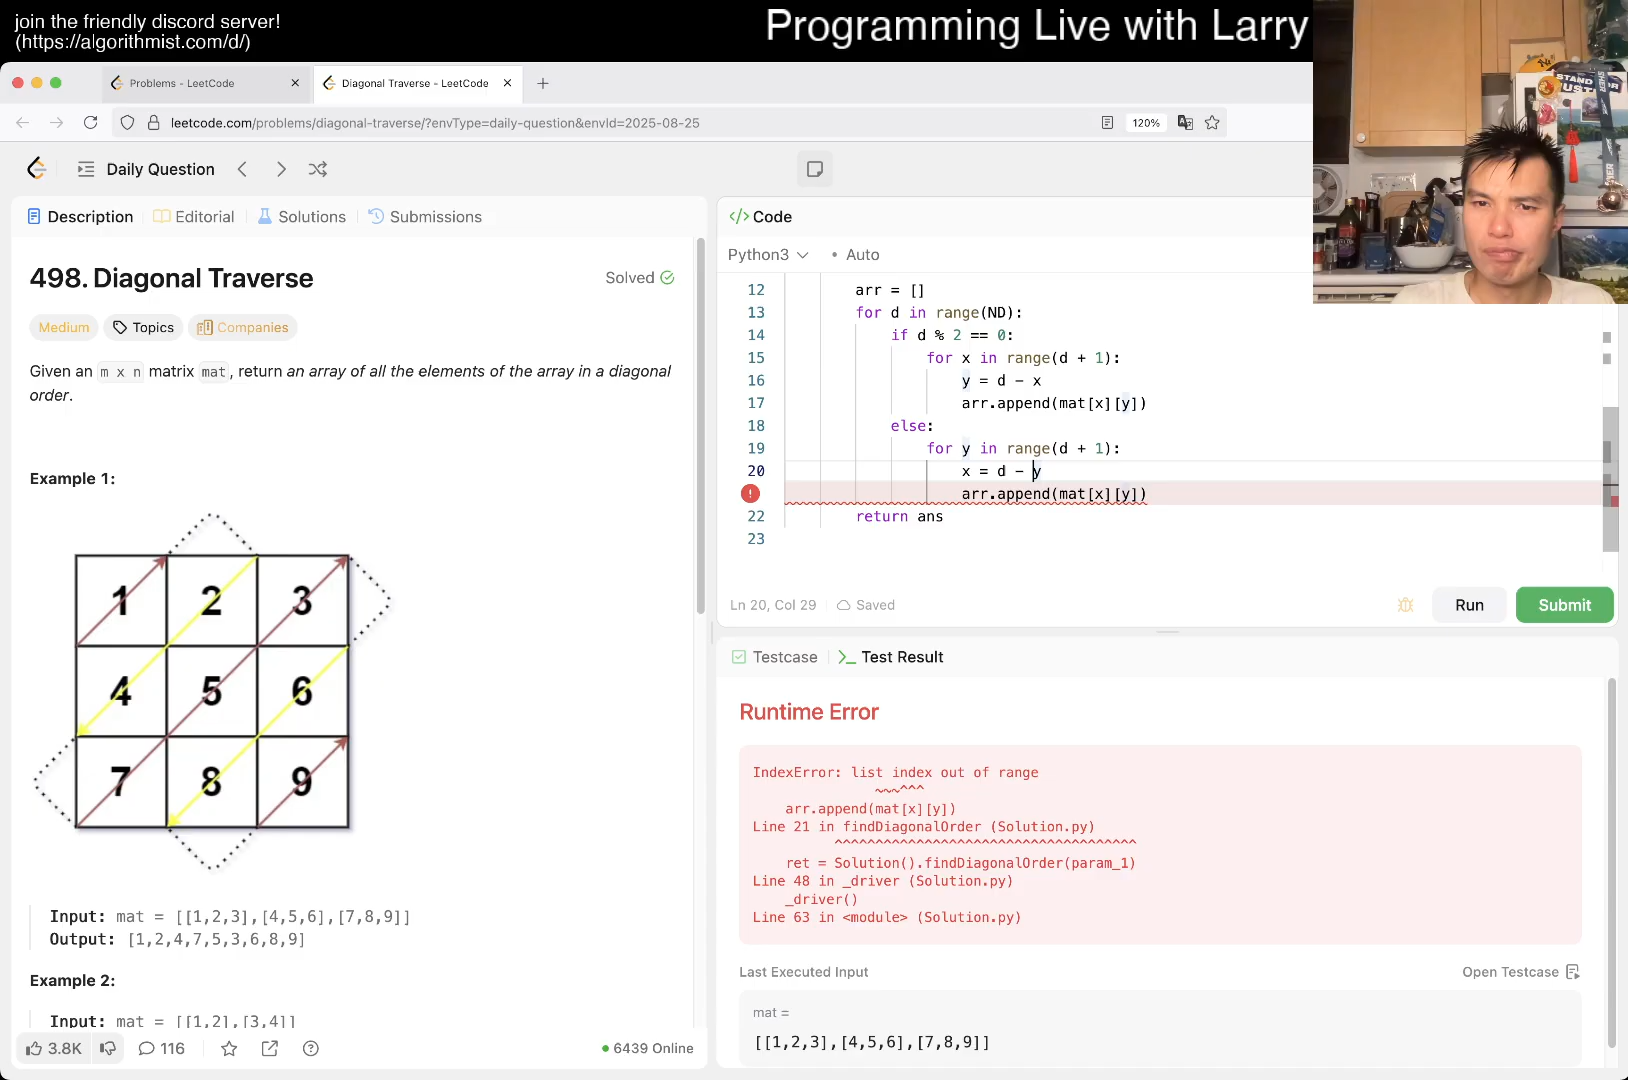 join the friendly discord server!
(https://algorithmist.com/d/)
Programming Live with Larry
Problems - LeetCode
Diagonal Traverse - LeetCode
leetcode.com/problems/diagonal-traverse/?envType=daily-question&envId=2025-08-25
120%
Daily Question
Description
Editorial
Solutions
Submissions
498. Diagonal Traverse
Solved
Medium
Topics
Companies
Given an m x n matrix mat, return an array of all the elements of the array in a diagonal
order.
Example 1:
1 2 3
4 5 6
7 8 9
Input: mat = [[1,2,3],[4,5,6],[7,8,9]]
Output: [1,2,4,7,5,3,6,8,9]
Example 2:
Input: mat = [[1,2],[3,4]]
3.8K
116
6439 Online
</> Code
Python3
• Auto
12 arr = []
13 for d in range(ND):
14 if d % 2 == 0:
15 for x in range(d + 1):
16 y = d - x
17 arr.append(mat[x][y])
18 else:
19 for y in range(d + 1):
20 x = d - y
arr.append(mat[x][y])
22 return ans
23
Ln 20, Col 29
Saved
Run
Submit
Testcase
Test Result
Runtime Error
IndexError: list index out of range
~~~^^^
arr.append(mat[x][y])
Line 21 in findDiagonalOrder (Solution.py)
^^^^^^^^^^^^^^^^^^^^^^^^^^^^^^^^^^^^^
ret = Solution().findDiagonalOrder(param_1)
Line 48 in _driver (Solution.py)
_driver()
Line 63 in <module> (Solution.py)
Last Executed Input
Open Testcase
mat =
[[1,2,3],[4,5,6],[7,8,9]]